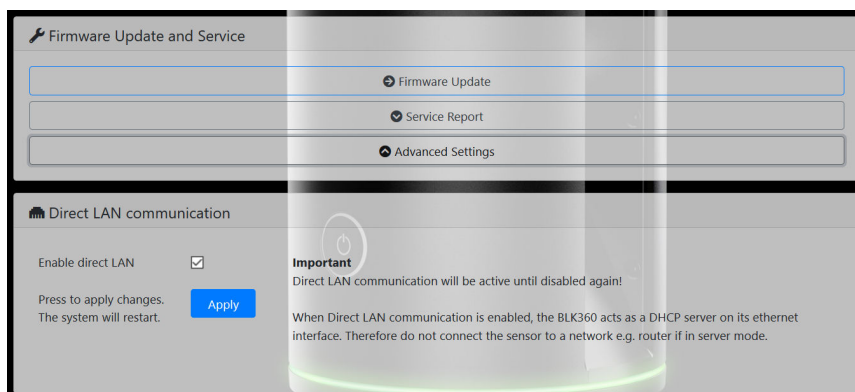 Firmware Update and Service
Firmware Update
Service Report
Advanced Settings
Direct LAN communication
Enable direct LAN
Press to apply changes.
The system will restart.
Apply
Important
Direct LAN communication will be active until disabled again!
When Direct LAN communication is enabled, the BLK360 acts as a DHCP server on its ethernet
interface. Therefore do not connect the sensor to a network e.g. router if in server mode.